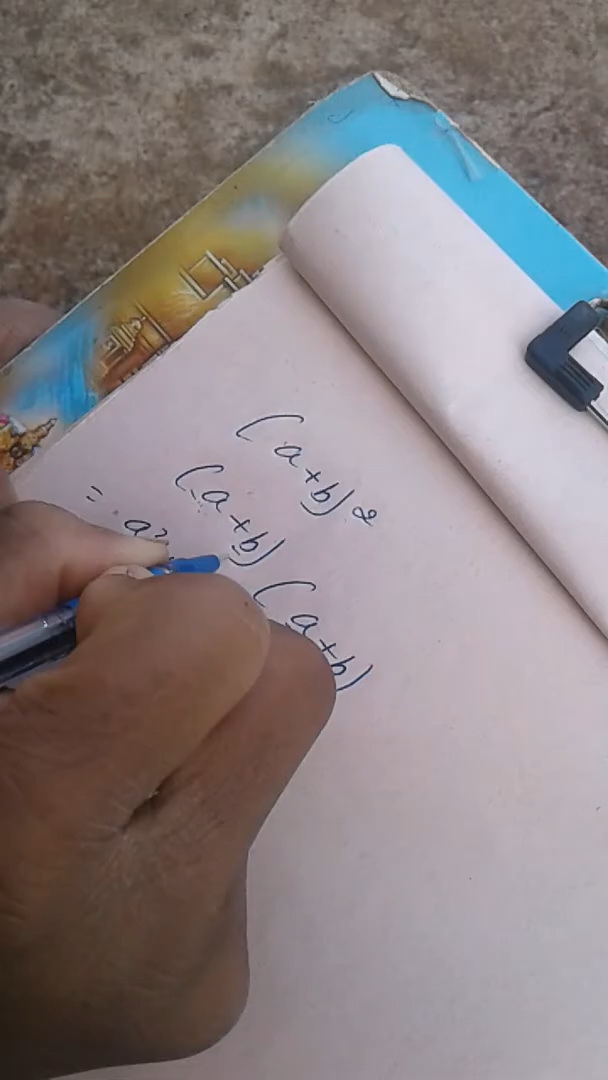 (a+b)²
(a+b) (a+b)
= a²